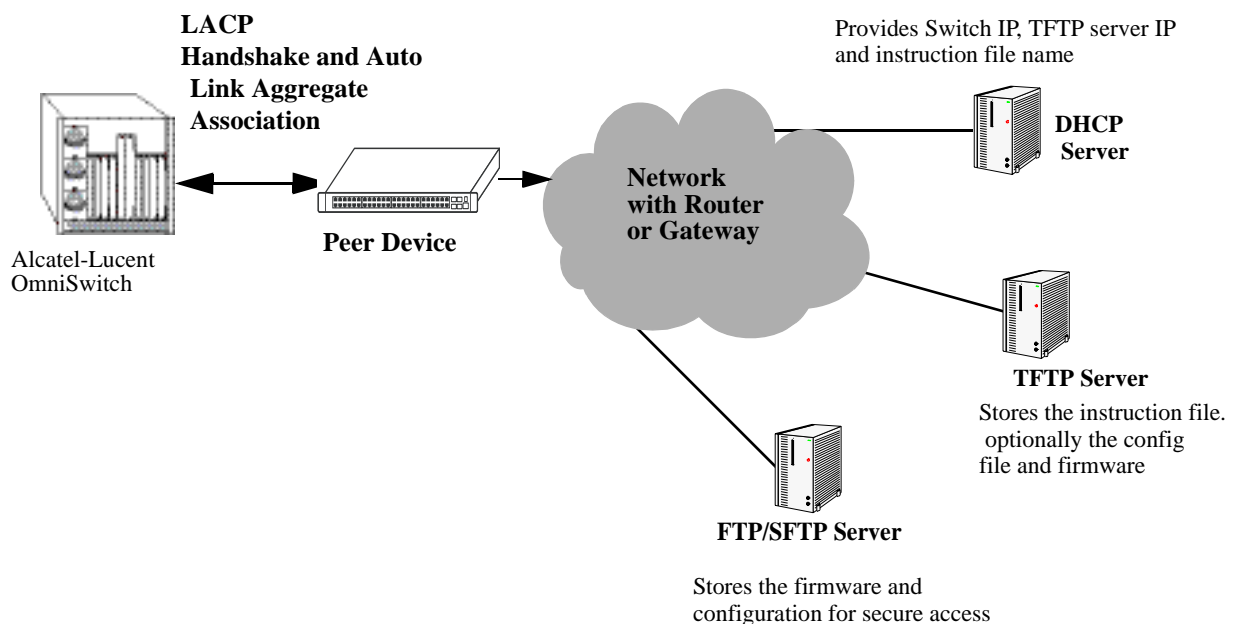 LACP
Handshake and Auto
Link Aggregate
Association
Provides Switch IP, TFTP server IP
and instruction file name
DHCP
Server
Network
with Router
or Gateway
Peer Device
Alcatel-Lucent
OmniSwitch
TFTP Server
Stores the instruction file.
optionally the config
file and firmware
FTP/SFTP Server
Stores the firmware and
configuration for secure access